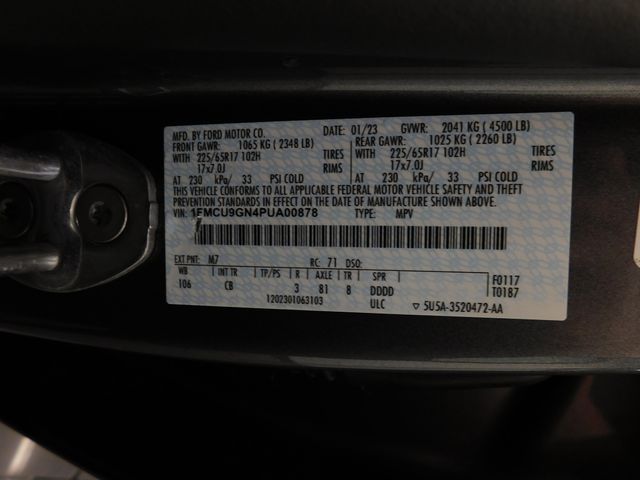 MFD. BY FORD MOTOR CO. DATE: 01/23 GVWR: 2041 KG ( 4500 LB)
FRONT GAWR: 1065 KG ( 2348 LB) REAR GAWR: 1025 KG ( 2260 LB)
WITH 225/65R17 102H TIRES WITH 225/65R17 102H TIRES
17x7.0J RIMS 17x7.0J RIMS
AT 230 kPa/ 33 PSI COLD AT 230 kPa/ 33 PSI COLD
THIS VEHICLE CONFORMS TO ALL APPLICABLE FEDERAL MOTOR VEHICLE SAFETY AND THEFT
PREVENTION STANDARDS IN EFFECT ON THE DATE OF MANUFACTURE SHOWN ABOVE.
VIN: 1FMCU9GN4PUA00878 TYPE: MPV
EXT PNT: M7 RC: 71 DSO:
WB INT TR TP/PS R AXLE TR SPR F0117
106 CB 3 81 8 DDDD T0187
1202301063103 ULC ▽ 5U5A-3520472-AA